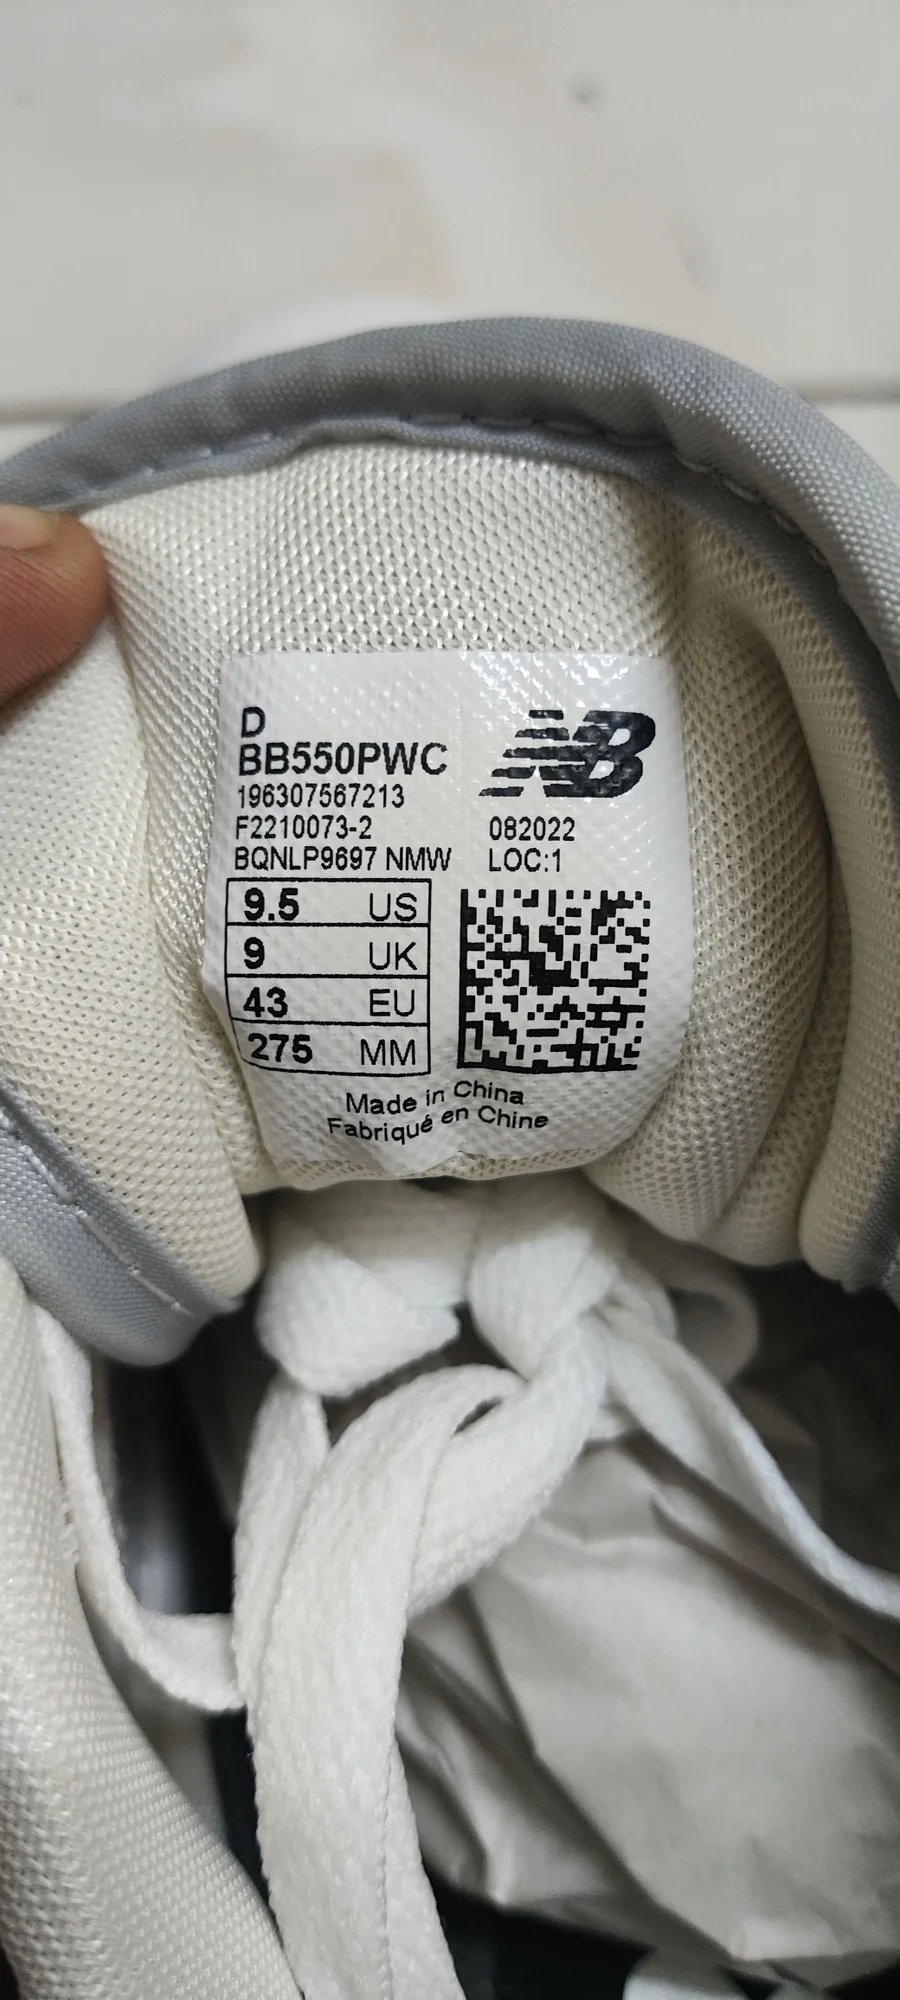 D
BB550PWC
196307567213
F2210073-2
082022
BQNLP9697 NMW
LOC:1
9.5 US
9 UK
43 EU
275 MM
Made in China
Fabriqué en Chine
NB